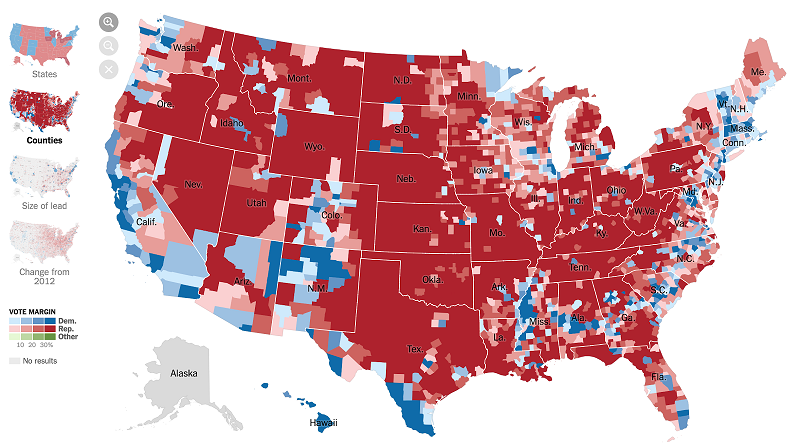 States
Counties
Size of lead
Change from
2012
VOTE MARGIN
Dem.
Rep.
Other
10 20 30%
No results
Wash.
Ore.
Idaho
Mont.
N.D.
S.D.
Minn.
Wis.
Mich.
Me.
Vt.
N.H.
N.Y.
Mass.
Conn.
Wyo.
Neb.
Iowa
Nev.
Utah
Colo.
Calif.
Kan.
Mo.
Ill.
Ind.
Ohio
Pa.
N.J.
Md.
W.Va.
Va.
Ky.
Ariz.
N.M.
Okla.
Ark.
Tenn.
N.C.
S.C.
Tex.
La.
Miss.
Ala.
Ga.
Fla.
Alaska
Hawaii